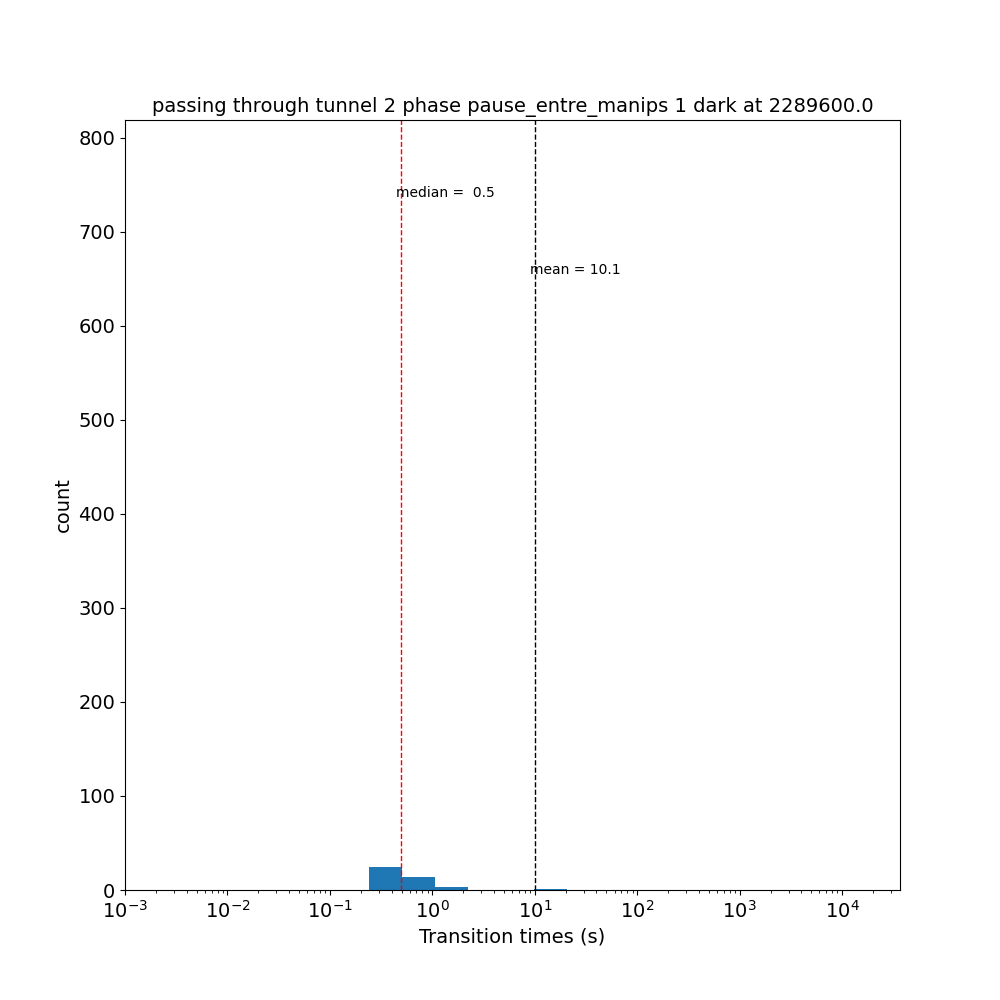 passing through tunnel 2 phase pause_entre_manips 1 dark at 2289600.0
800
median =  0.5
700
mean = 10.1
600
500
count
400
300
200
100
0
10⁻³ 10⁻² 10⁻¹ 10⁰ 10¹ 10² 10³ 10⁴
Transition times (s)